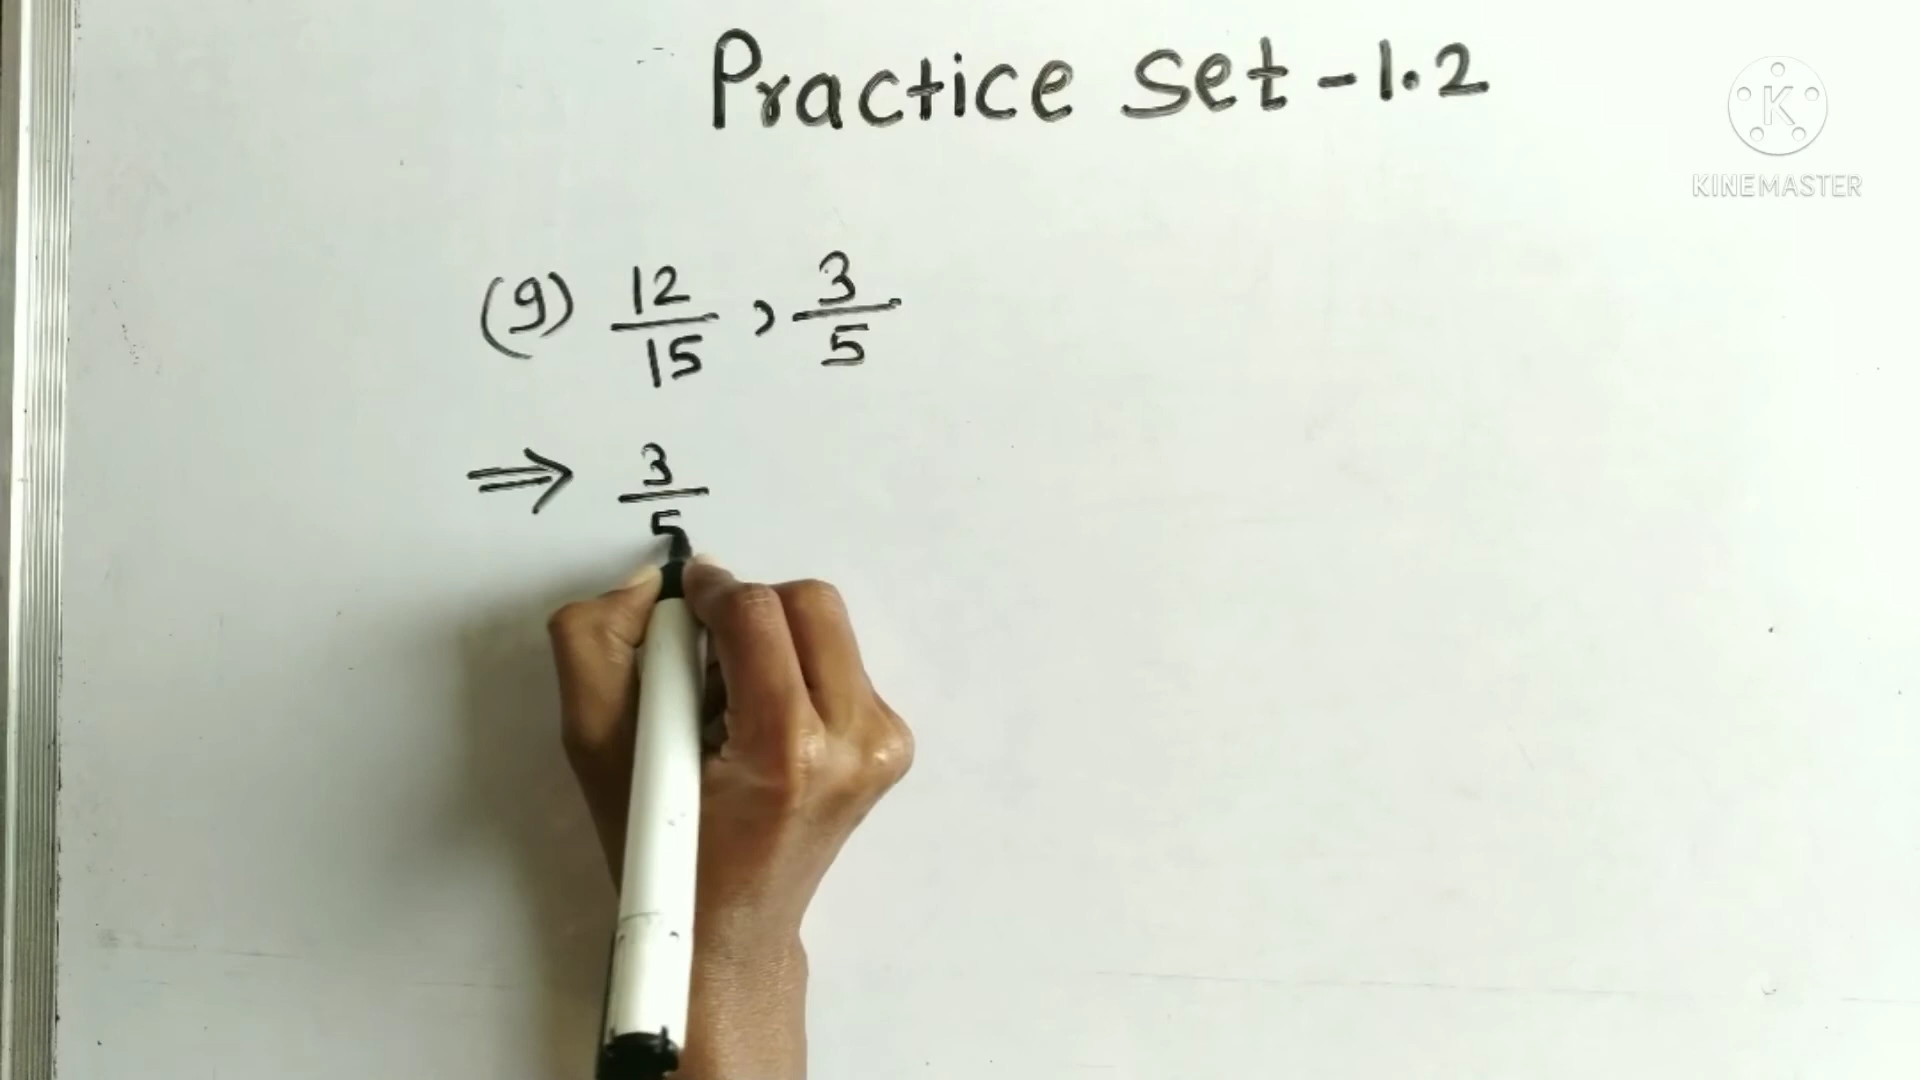 Practice Set - 1.2
K
KINEMASTER
(9) 12/15 , 3/5
⇒ 3/5